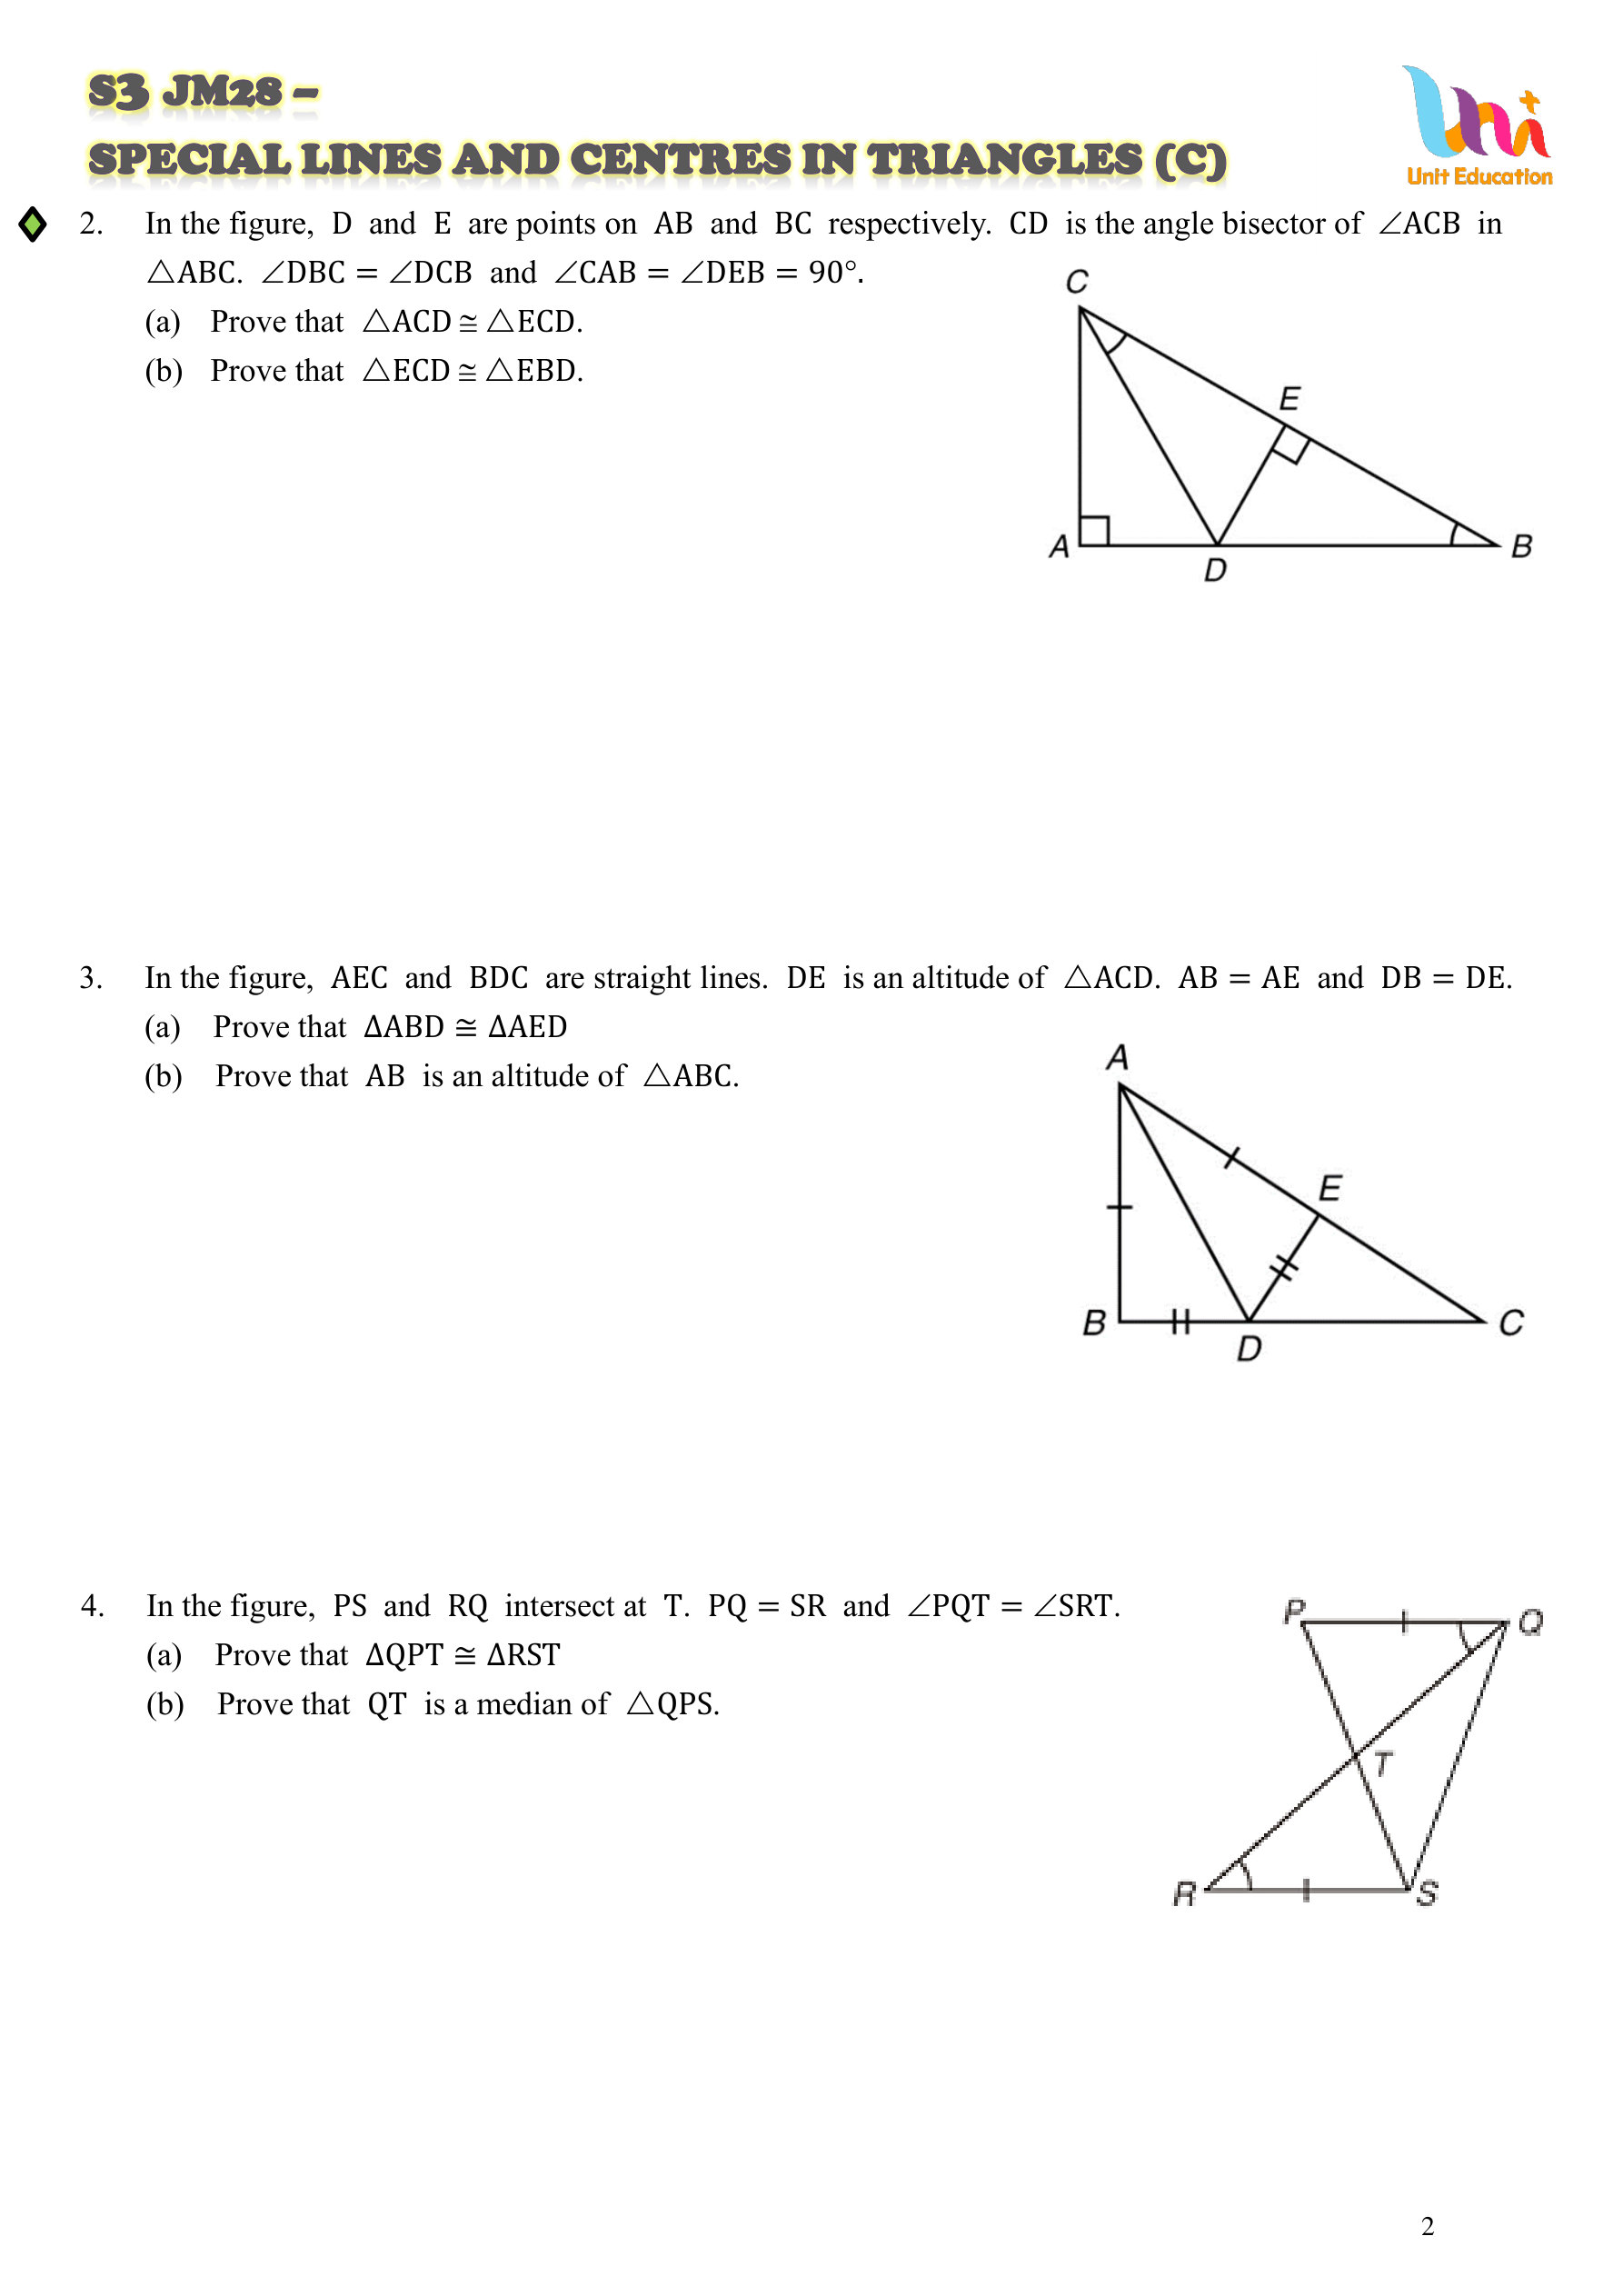 S3 JM28 –
SPECIAL LINES AND CENTRES IN TRIANGLES (C)
Unit Education
2. In the figure, D and E are points on AB and BC respectively. CD is the angle bisector of ∠ACB in
△ABC. ∠DBC = ∠DCB and ∠CAB = ∠DEB = 90°.
(a) Prove that △ACD ≅ △ECD.
(b) Prove that △ECD ≅ △EBD.
C
E
A
B
D
3. In the figure, AEC and BDC are straight lines. DE is an altitude of △ACD. AB = AE and DB = DE.
(a) Prove that ΔABD ≅ ΔAED
(b) Prove that AB is an altitude of △ABC.
A
E
B
C
D
4. In the figure, PS and RQ intersect at T. PQ = SR and ∠PQT = ∠SRT.
(a) Prove that ΔQPT ≅ ΔRST
(b) Prove that QT is a median of △QPS.
P
Q
T
R
S
2